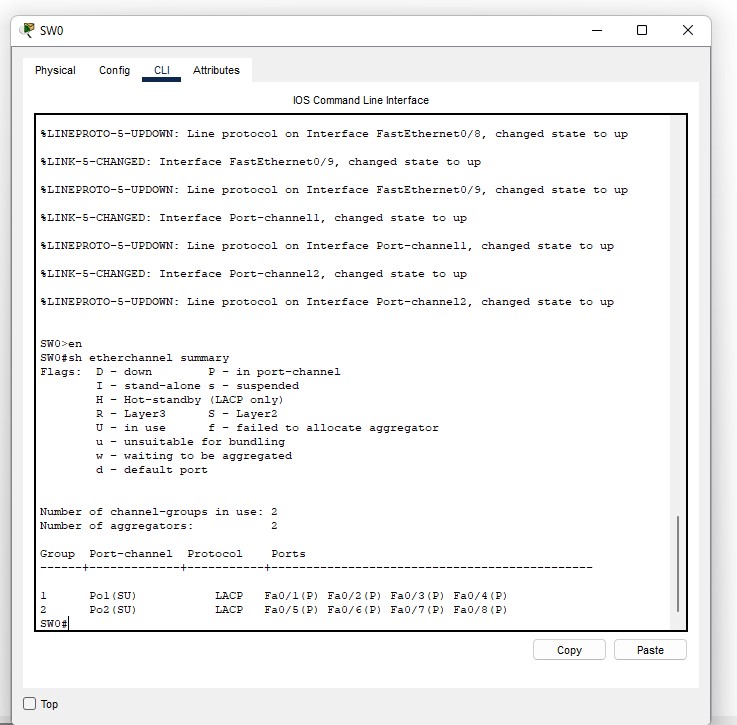 SW0
Physical Config CLI Attributes
IOS Command Line Interface
%LINEPROTO-5-UPDOWN: Line protocol on Interface FastEthernet0/8, changed state to up
%LINK-5-CHANGED: Interface FastEthernet0/9, changed state to up
%LINEPROTO-5-UPDOWN: Line protocol on Interface FastEthernet0/9, changed state to up
%LINK-5-CHANGED: Interface Port-channel1, changed state to up
%LINEPROTO-5-UPDOWN: Line protocol on Interface Port-channel1, changed state to up
%LINK-5-CHANGED: Interface Port-channel2, changed state to up
%LINEPROTO-5-UPDOWN: Line protocol on Interface Port-channel2, changed state to up
SW0>en
SW0#sh etherchannel summary
Flags:  D - down        P - in port-channel
        I - stand-alone s - suspended
        H - Hot-standby (LACP only)
        R - Layer3      S - Layer2
        U - in use      f - failed to allocate aggregator
        u - unsuitable for bundling
        w - waiting to be aggregated
        d - default port
Number of channel-groups in use: 2
Number of aggregators:           2
Group  Port-channel  Protocol    Ports
------+-------------+-----------+----------------------------------------------
1      Po1(SU)           LACP   Fa0/1(P) Fa0/2(P) Fa0/3(P) Fa0/4(P)
2      Po2(SU)           LACP   Fa0/5(P) Fa0/6(P) Fa0/7(P) Fa0/8(P)
SW0#
Copy Paste
Top